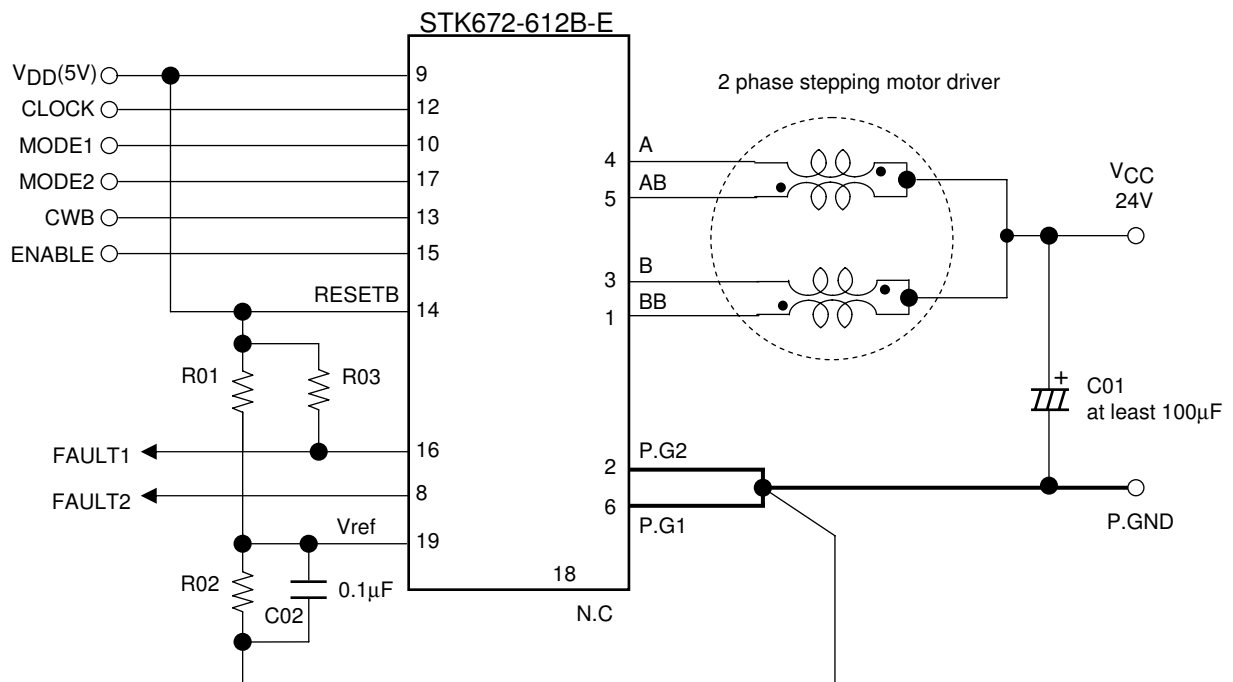 STK672-612B-E
VDD(5V)
9
CLOCK
12
MODE1
10
MODE2
17
CWB
13
ENABLE
15
RESETB
14
R01
R03
FAULT1
16
FAULT2
8
Vref
19
R02
C02
0.1μF
18
N.C
2 phase stepping motor driver
4
A
5
AB
3
B
1
BB
VCC
24V
+
C01
at least 100μF
2
P.G2
6
P.G1
P.GND